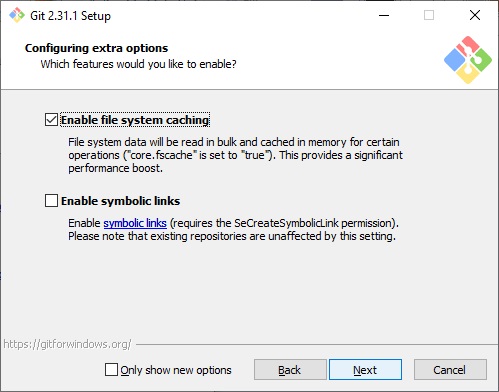 Git 2.31.1 Setup
Configuring extra options
Which features would you like to enable?
Enable file system caching
File system data will be read in bulk and cached in memory for certain
operations ("core.fscache" is set to "true"). This provides a significant
performance boost.
Enable symbolic links
Enable symbolic links (requires the SeCreateSymbolicLink permission).
Please note that existing repositories are unaffected by this setting.
https://gitforwindows.org/
Only show new options
Back
Next
Cancel